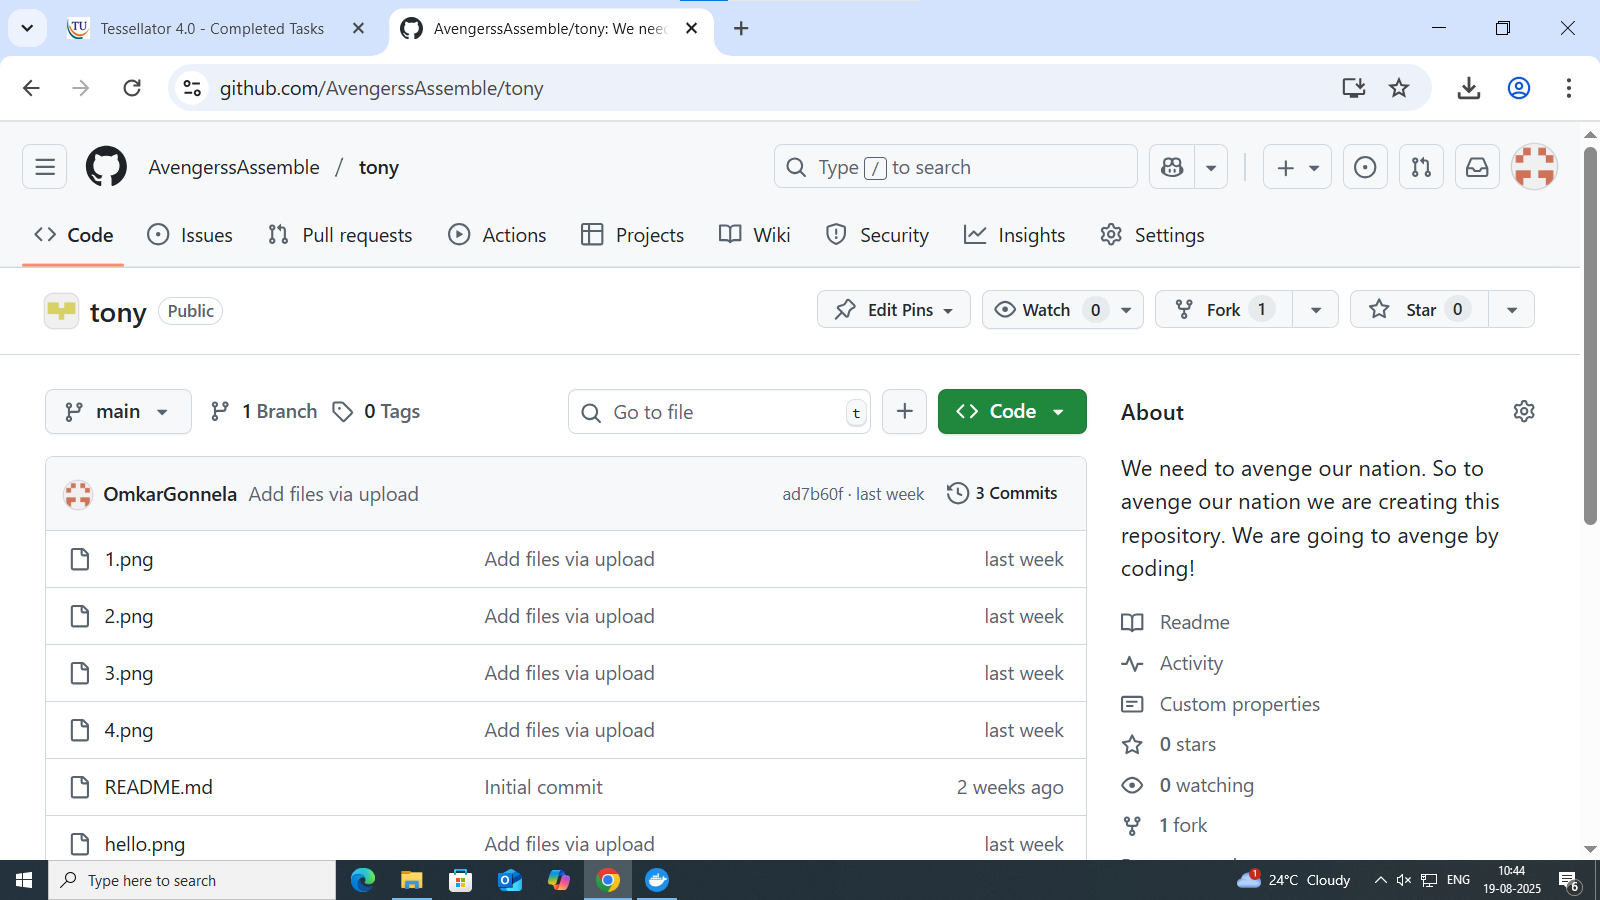 TU Tessellator 4.0 - Completed Tasks
AvengerssAssemble/tony: We need
github.com/AvengerssAssemble/tony
AvengerssAssemble / tony
Type / to search
Code Issues Pull requests Actions Projects Wiki Security Insights Settings
tony Public
Edit Pins Watch 0 Fork 1 Star 0
main 1 Branch 0 Tags Go to file t Code
OmkarGonnela Add files via upload ad7b60f · last week 3 Commits
1.png Add files via upload last week
2.png Add files via upload last week
3.png Add files via upload last week
4.png Add files via upload last week
README.md Initial commit 2 weeks ago
hello.png Add files via upload last week
About
We need to avenge our nation. So to
avenge our nation we are creating this
repository. We are going to avenge by
coding!
Readme
Activity
Custom properties
0 stars
0 watching
1 fork
Type here to search
1 24°C Cloudy ENG
10:44
19-08-2025
6